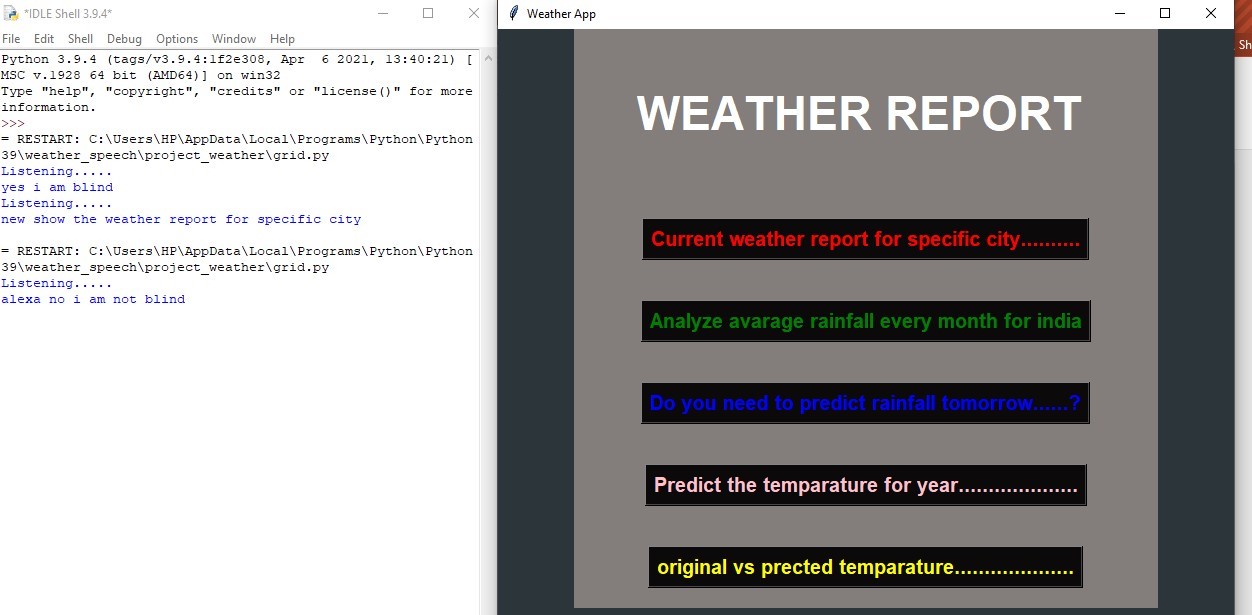 *IDLE Shell 3.9.4*
File Edit Shell Debug Options Window Help
Python 3.9.4 (tags/v3.9.4:1f2e308, Apr  6 2021, 13:40:21) [
MSC v.1928 64 bit (AMD64)] on win32
Type "help", "copyright", "credits" or "license()" for more
information.
>>>
= RESTART: C:\Users\HP\AppData\Local\Programs\Python\Python
39\weather_speech\project_weather\grid.py
Listening.....
yes i am blind
Listening.....
new show the weather report for specific city
= RESTART: C:\Users\HP\AppData\Local\Programs\Python\Python
39\weather_speech\project_weather\grid.py
Listening.....
alexa no i am not blind
Weather App
WEATHER REPORT
Current weather report for specific city..........
Analyze avarage rainfall every month for india
Do you need to predict rainfall tomorrow......?
Predict the temparature for year....................
original vs prected temparature....................
Sh